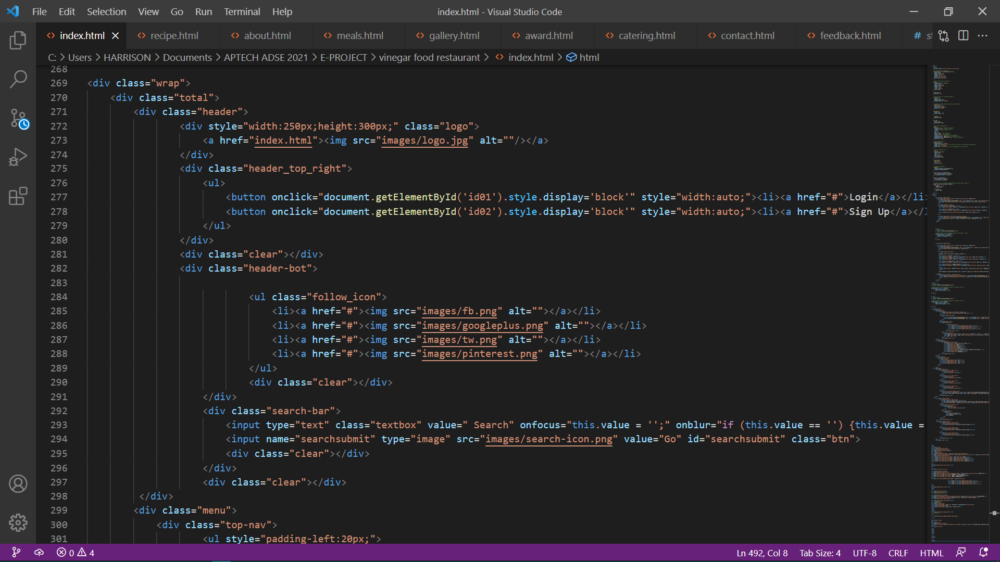 File Edit Selection View Go Run Terminal Help
index.html - Visual Studio Code
index.html recipe.html about.html meals.html gallery.html award.html catering.html contact.html feedback.html # st
C: > Users > HARRISON > Documents > APTECH ADSE 2021 > E-PROJECT > vinegar food restaurant > index.html > html
268
269 <div class="wrap">
270 <div class="total">
271 <div class="header">
272 <div style="width:250px;height:300px;" class="logo">
273 <a href="index.html"><img src="images/logo.jpg" alt=""/></a>
274 </div>
275 <div class="header_top_right">
276 <ul>
277 <button onclick="document.getElementById('id01').style.display='block'" style="width:auto;"><li><a href="#">Login</a></li>
278 <button onclick="document.getElementById('id02').style.display='block'" style="width:auto;"><li><a href="#">Sign Up</a></l
279 </ul>
280 </div>
281 <div class="clear"></div>
282 <div class="header-bot">
283
284 <ul class="follow_icon">
285 <li><a href="#"><img src="images/fb.png" alt=""></a></li>
286 <li><a href="#"><img src="images/googleplus.png" alt=""></a></li>
287 <li><a href="#"><img src="images/tw.png" alt=""></a></li>
288 <li><a href="#"><img src="images/pinterest.png" alt=""></a></li>
289 </ul>
290 <div class="clear"></div>
291 </div>
292 <div class="search-bar">
293 <input type="text" class="textbox" value=" Search" onfocus="this.value = '';" onblur="if (this.value == '') {this.value =
294 <input name="searchsubmit" type="image" src="images/search-icon.png" value="Go" id="searchsubmit" class="btn">
295 <div class="clear"></div>
296 </div>
297 <div class="clear"></div>
298 </div>
299 <div class="menu">
300 <div class="top-nav">
301 <ul style="padding-left:20px;">
0 4 Ln 492, Col 8 Tab Size: 4 UTF-8 CRLF HTML